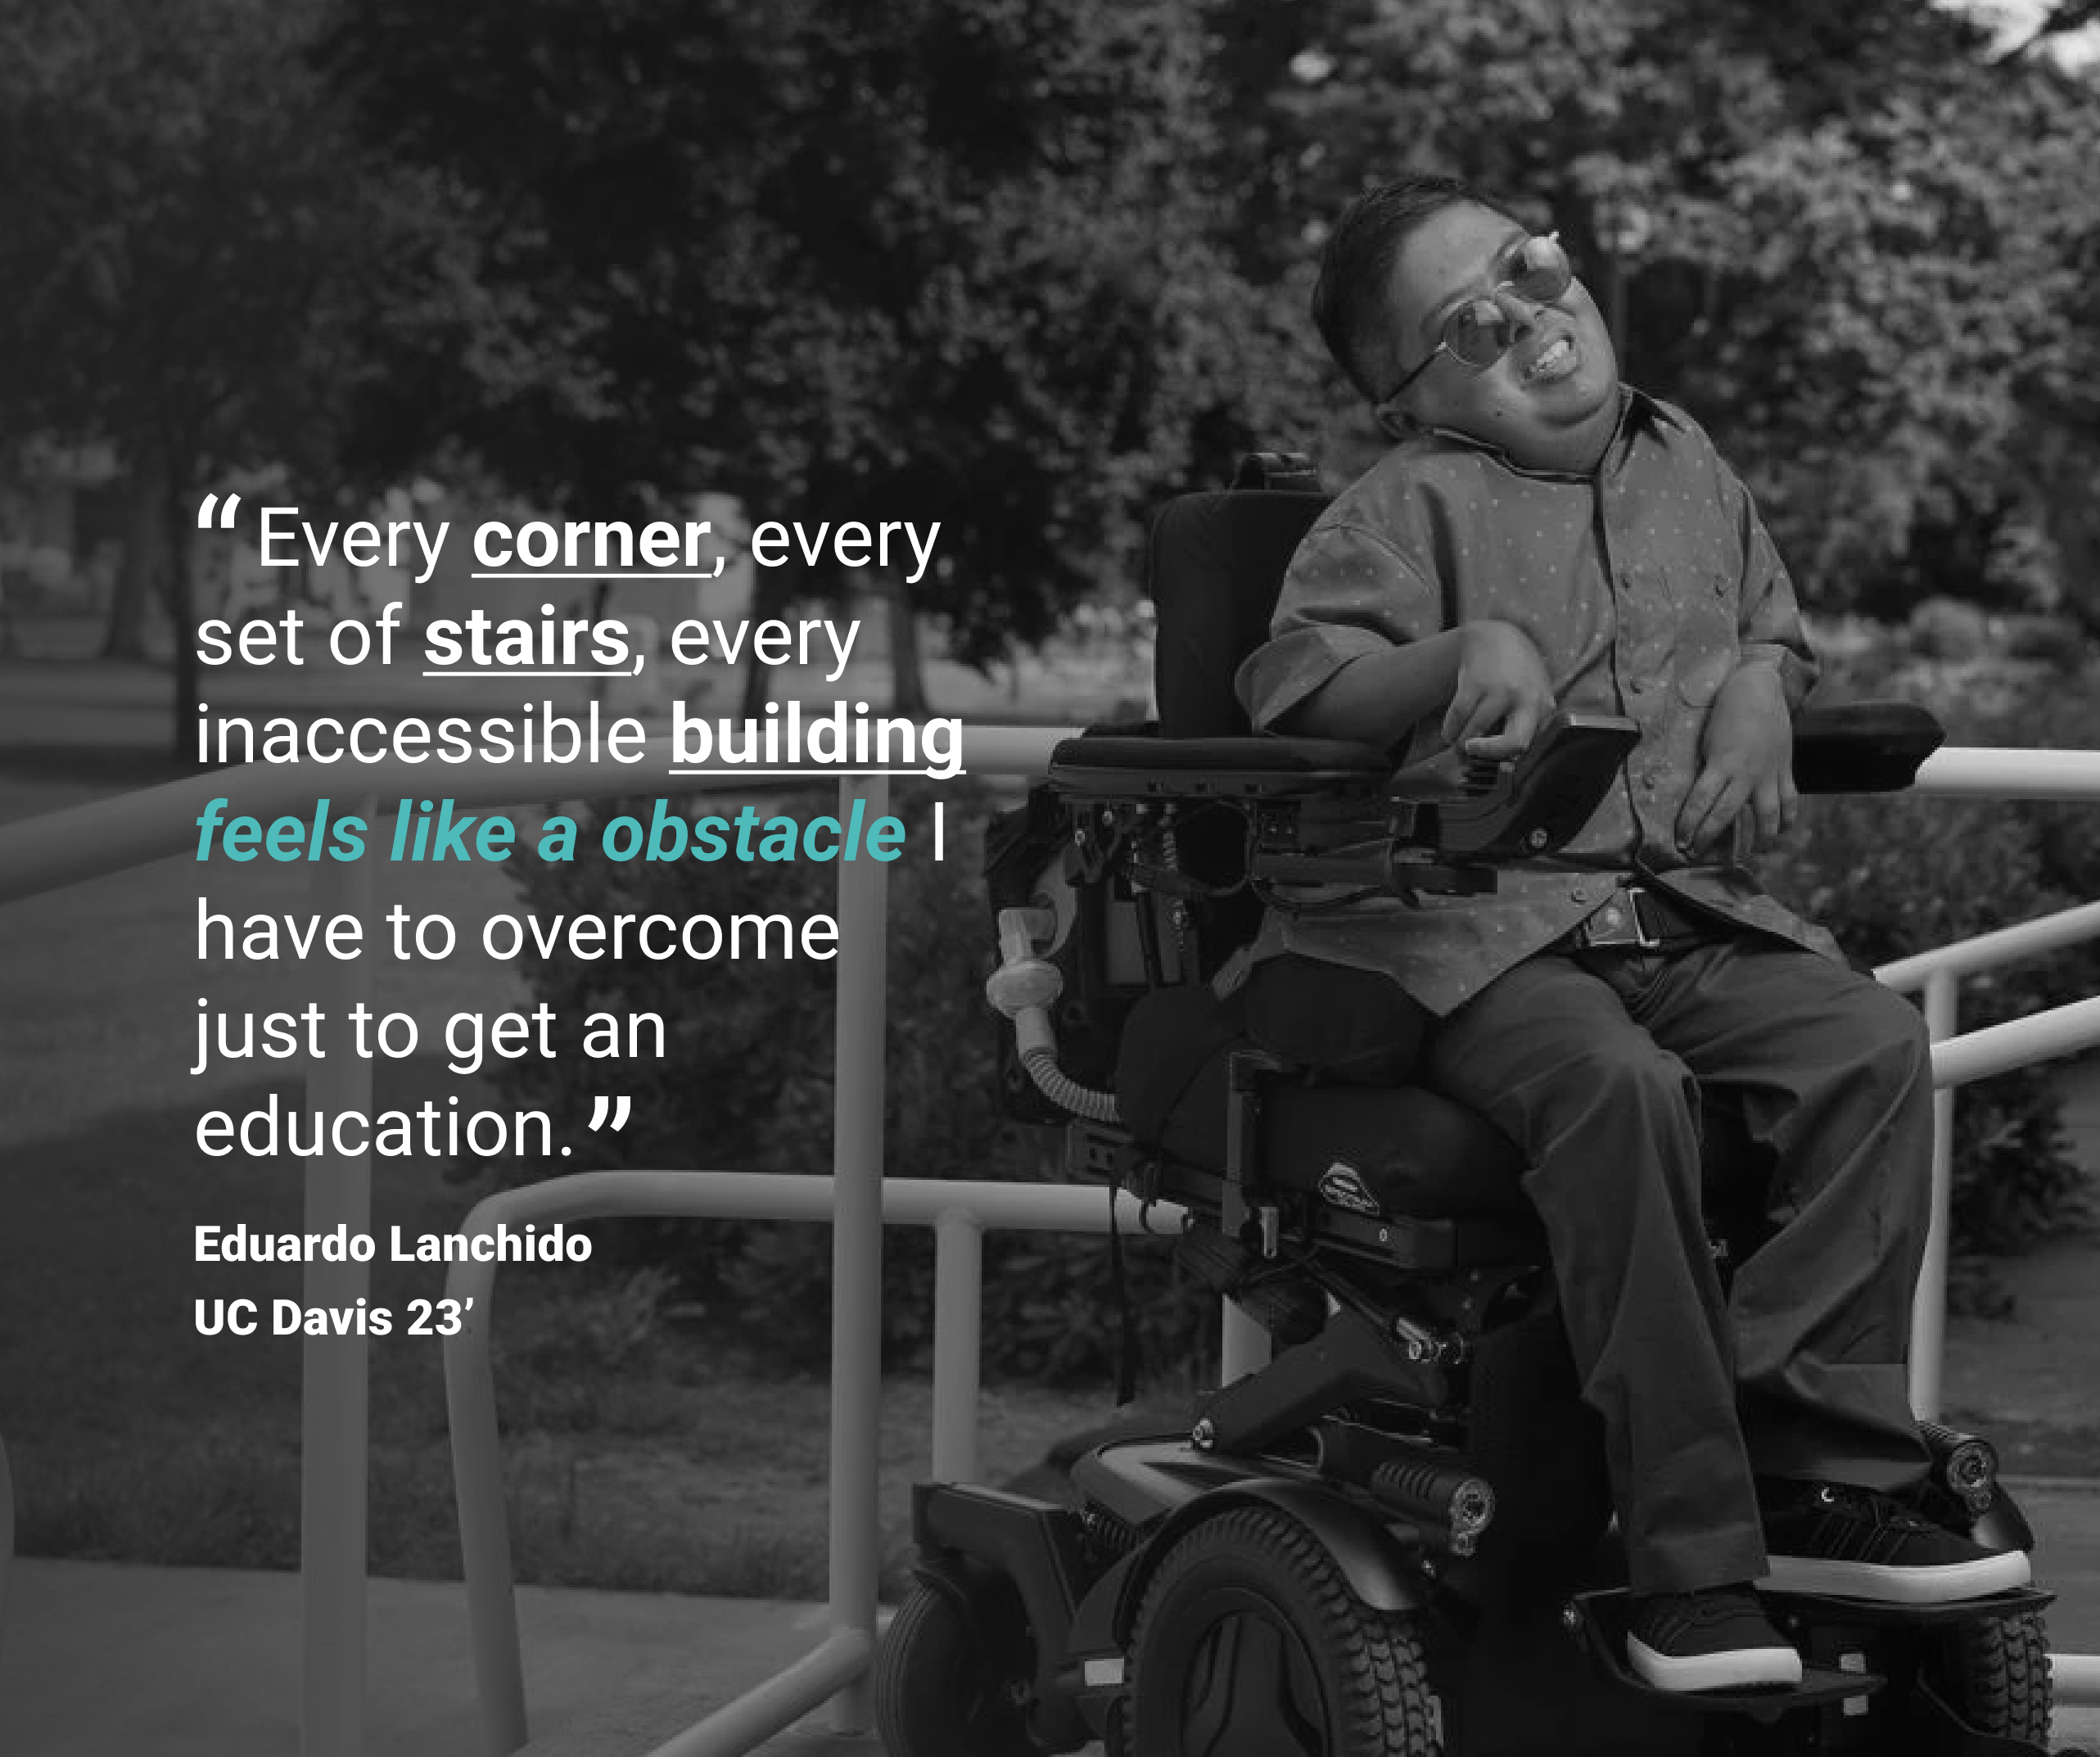 “Every corner, every
set of stairs, every
inaccessible building
feels like a obstacle I
have to overcome
just to get an
education.”
Eduardo Lanchido
UC Davis 23’